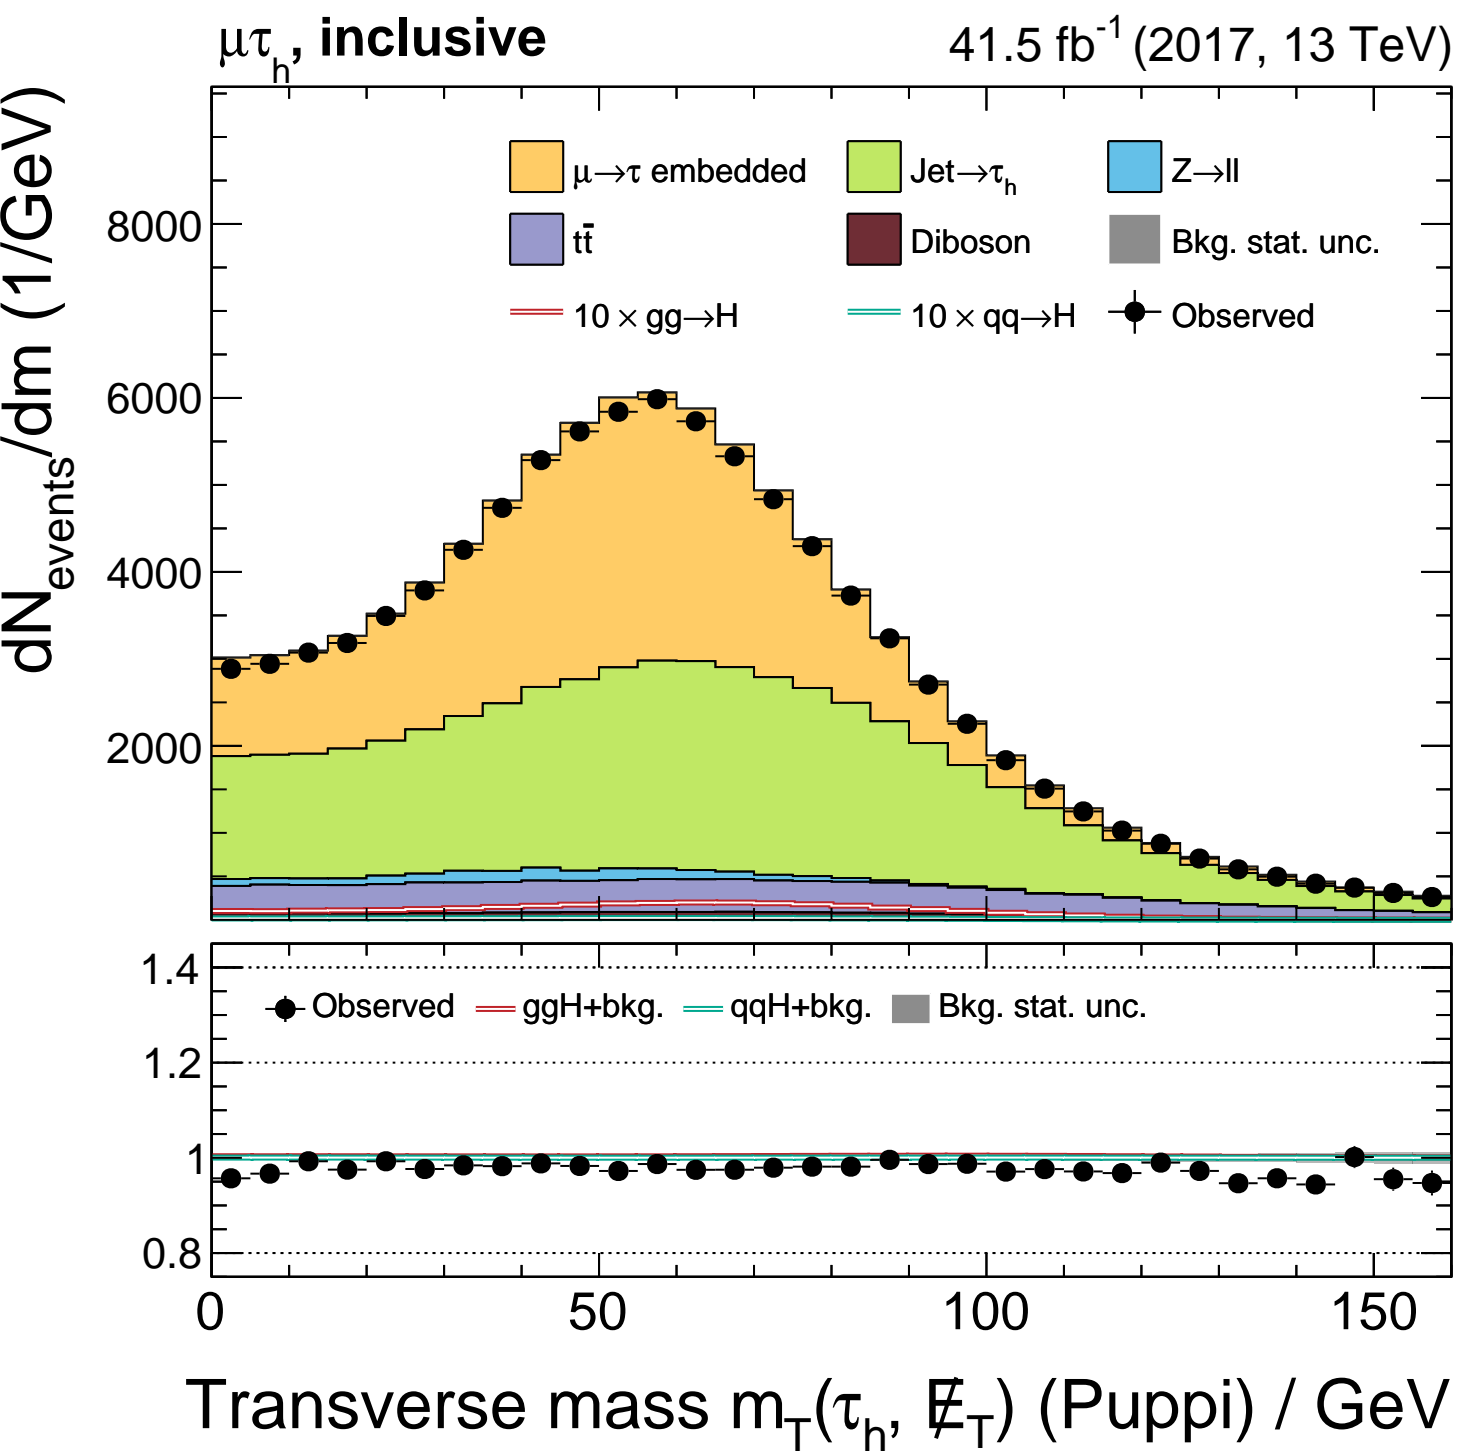 μτh, inclusive
41.5 fb-1 (2017, 13 TeV)
dNevents/dm (1/GeV)
μ→τ embedded
Jet→τh
Z→ll
tt̄
Diboson
Bkg. stat. unc.
10 × gg→H
10 × qq→H
Observed
8000
6000
4000
2000
Observed
ggH+bkg.
qqH+bkg.
Bkg. stat. unc.
1.4
1.2
1
0.8
0
50
100
150
Transverse mass mT(τh, E̸T) (Puppi) / GeV